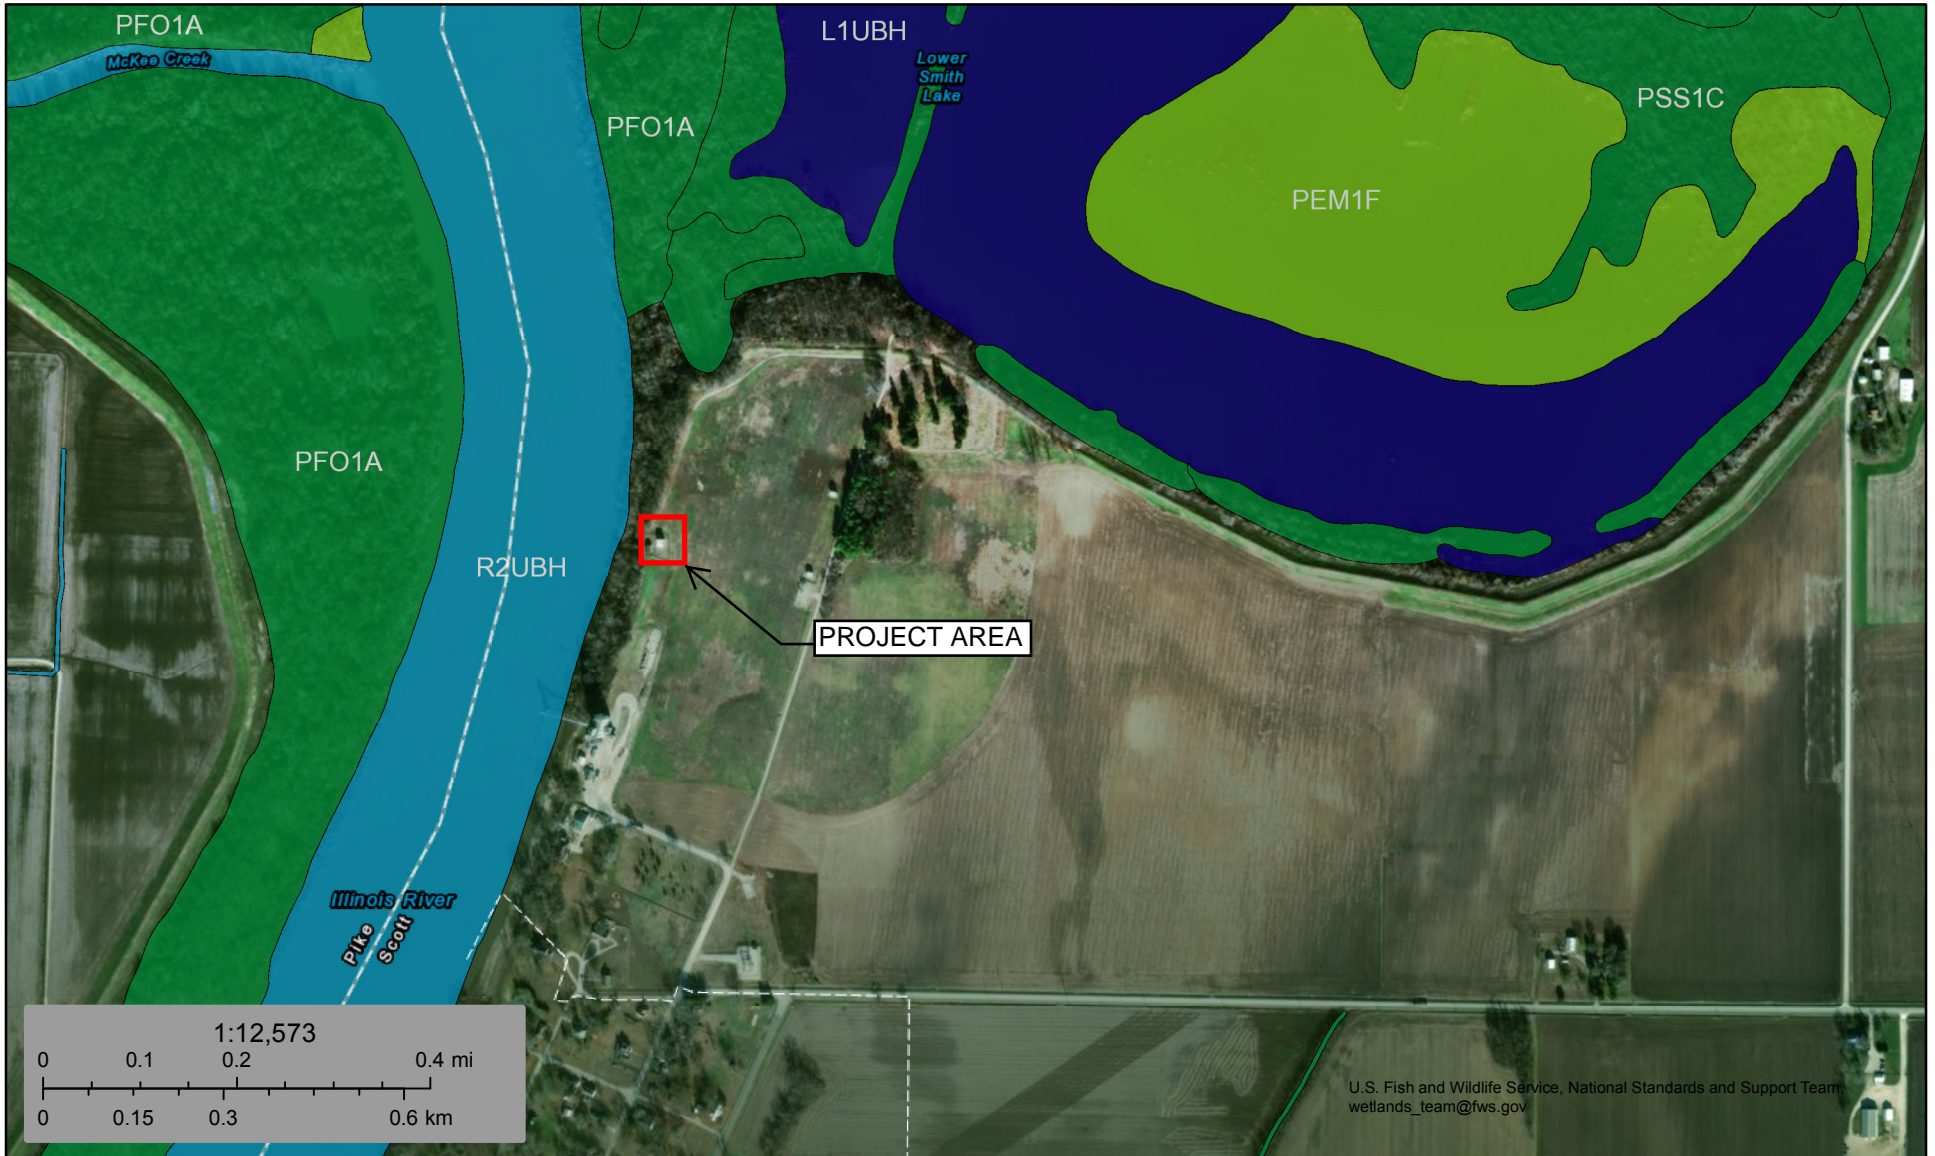 PFO1A
McKee Creek
L1UBH
Lower
Smith
Lake
PFO1A
PSS1C
PEM1F
PFO1A
R2UBH
PROJECT AREA
Illinois River
Pike
Scott
1:12,573
0 0.1 0.2 0.4 mi
0 0.15 0.3 0.6 km
U.S. Fish and Wildlife Service, National Standards and Support Team,
wetlands_team@fws.gov